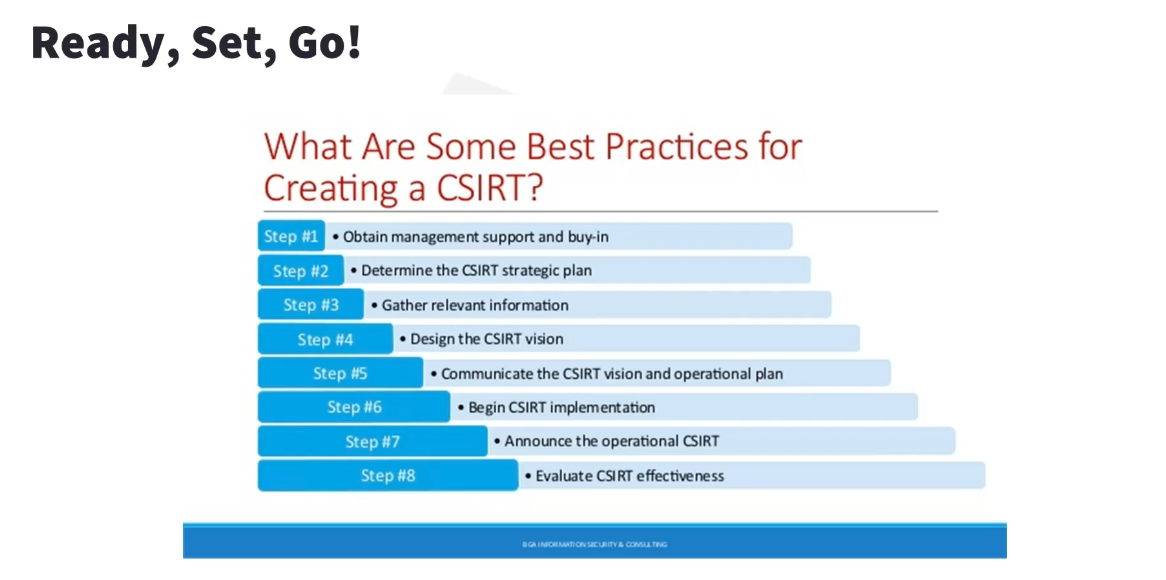 Ready, Set, Go!
What Are Some Best Practices for
Creating a CSIRT?
Step #1 • Obtain management support and buy-in
Step #2 • Determine the CSIRT strategic plan
Step #3 • Gather relevant information
Step #4 • Design the CSIRT vision
Step #5 • Communicate the CSIRT vision and operational plan
Step #6 • Begin CSIRT implementation
Step #7 • Announce the operational CSIRT
Step #8 • Evaluate CSIRT effectiveness
BGA INFORMATION SECURITY & CONSULTING